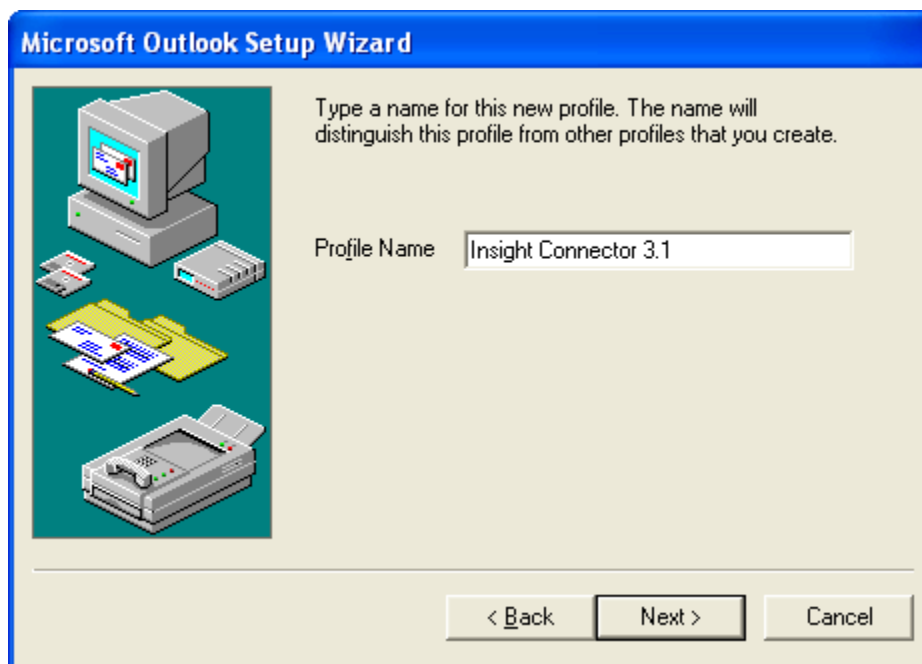 Microsoft Outlook Setup Wizard
Type a name for this new profile. The name will
distinguish this profile from other profiles that you create.
Profile Name Insight Connector 3.1
< Back Next > Cancel